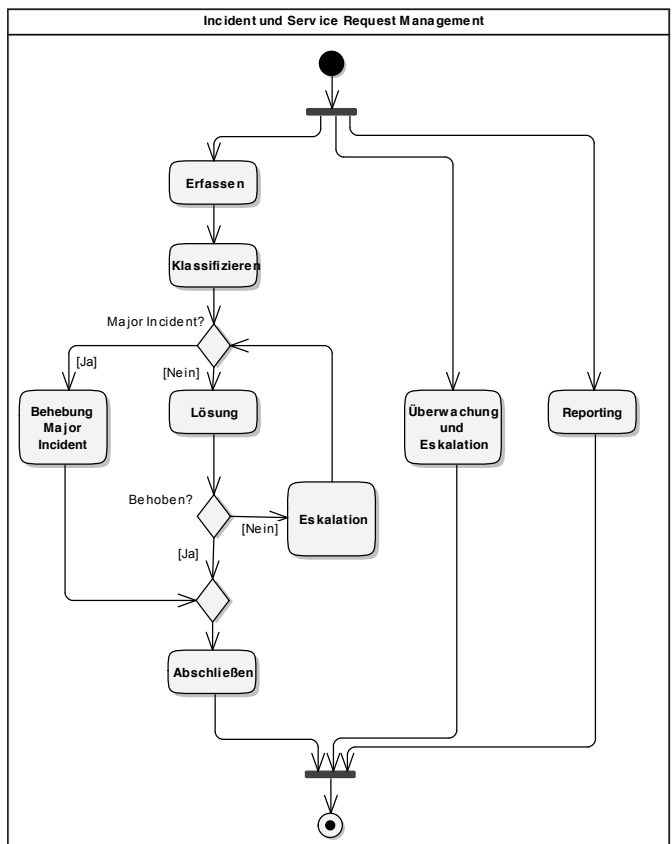 Incident und Service Request Management
Erfassen
Klassifizieren
Major Incident?
[Ja]
[Nein]
Behebung
Major
Incident
Lösung
Überwachung
und
Eskalation
Reporting
Behoben?
[Nein]
Eskalation
[Ja]
Abschließen